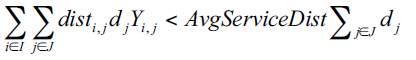 ∑_{i∈I} ∑_{j∈J} dist_{i,j} d_j Y_{i,j} < AvgServiceDist ∑_{j∈J} d_j